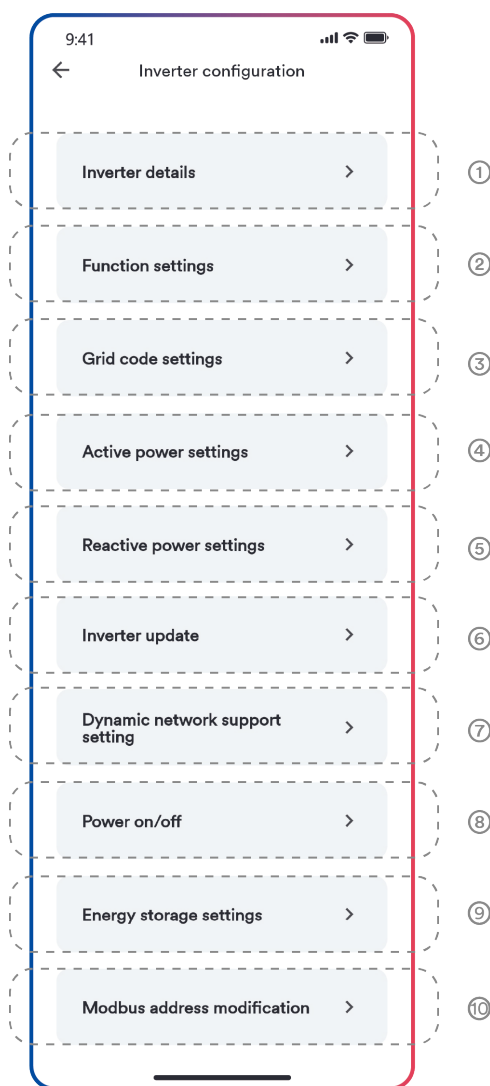 9:41
Inverter configuration
Inverter details
①
Function settings
②
Grid code settings
③
Active power settings
④
Reactive power settings
⑤
Inverter update
⑥
Dynamic network support
setting
⑦
Power on/off
⑧
Energy storage settings
⑨
Modbus address modification
⑩